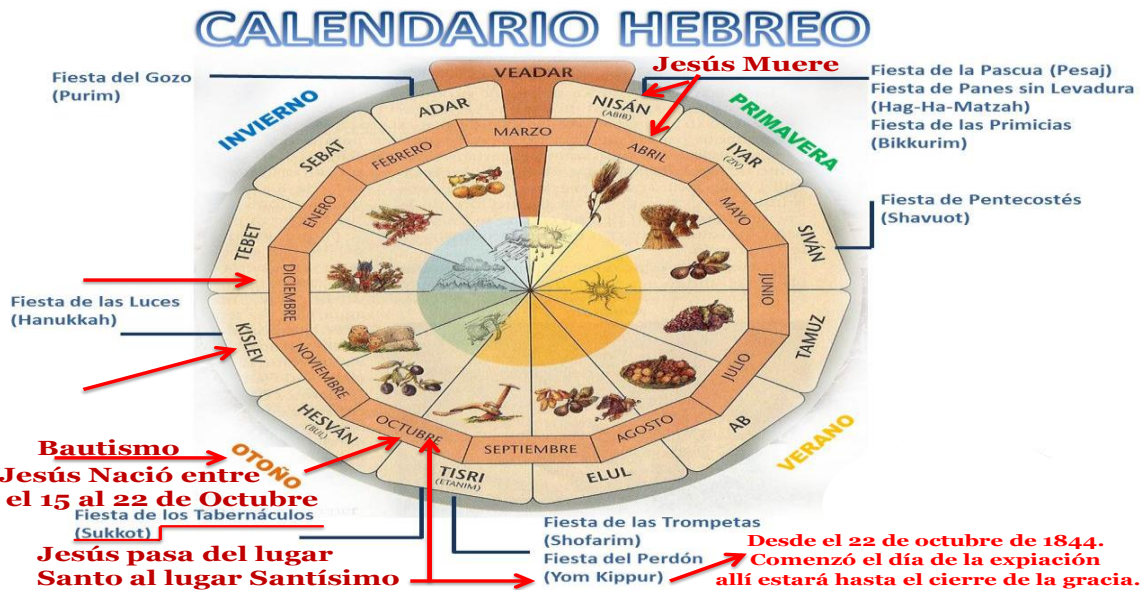 CALENDARIO HEBREO
Fiesta del Gozo
(Purim)
INVIERNO
VEADAR
Jesús Muere
Fiesta de la Pascua (Pesaj)
Fiesta de Panes sin Levadura
(Hag-Ha-Matzah)
Fiesta de las Primicias
(Bikkurim)
PRIMAVERA
ADAR
NISÁN
(ABIB)
MARZO
SEBAT
FEBRERO
ABRIL
IYAR
(ZIV)
ENERO
MAYO
Fiesta de Pentecostés
(Shavuot)
TEBET
SIVÁN
DICIEMBRE
JUNIO
Fiesta de las Luces
(Hanukkah)
KISLEV
TAMUZ
NOVIEMBRE
JULIO
HESVÁN
(BUL)
OCTUBRE
SEPTIEMBRE
AGOSTO
AB
VERANO
Bautismo
OTOÑO
TISRI
(ETANIM)
ELUL
Jesús Nació entre
el 15 al 22 de Octubre
Fiesta de los Tabernáculos
(Sukkot)
Fiesta de las Trompetas
(Shofarim)
Fiesta del Perdón
(Yom Kippur)
Jesús pasa del lugar
Santo al lugar Santísimo
Desde el 22 de octubre de 1844.
Comenzó el día de la expiación
allí estará hasta el cierre de la gracia.